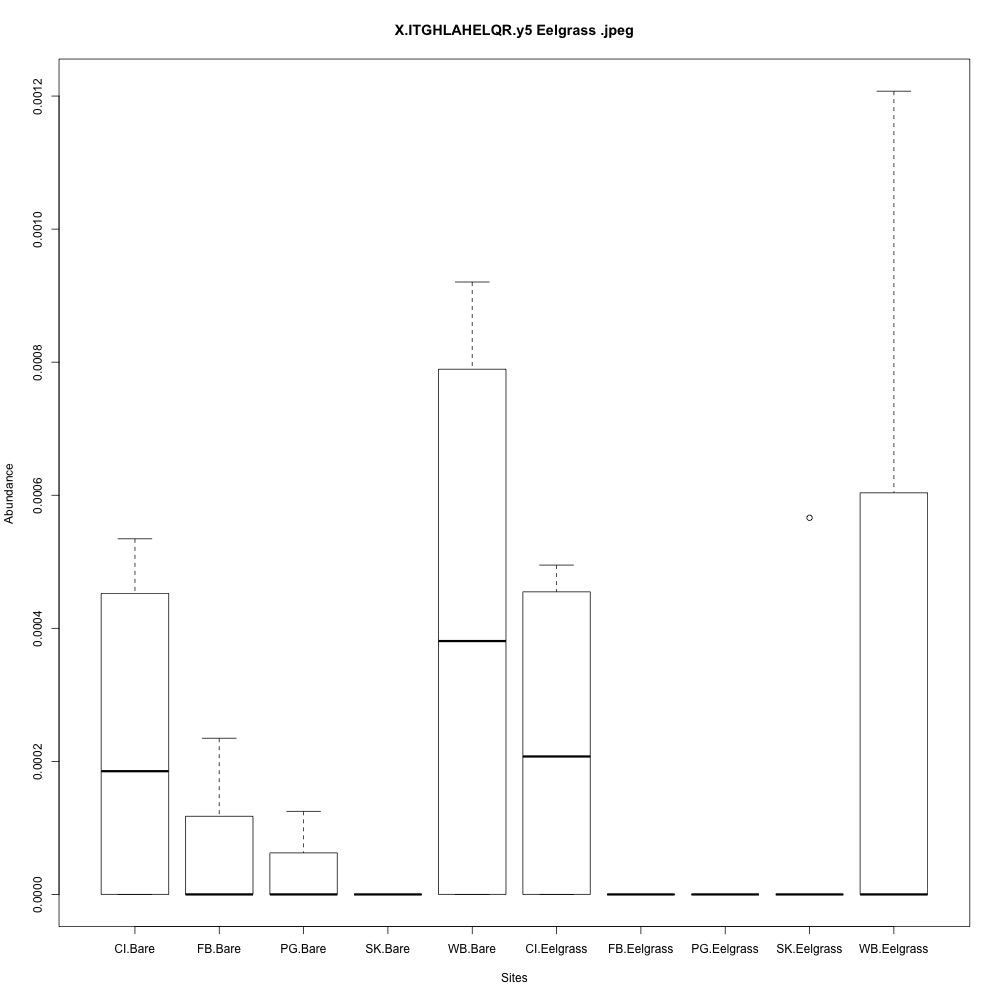 X.ITGHLAHELQR.y5 Eelgrass .jpeg
Abundance
0.0012
0.0010
0.0008
0.0006
0.0004
0.0002
0.0000
CI.Bare FB.Bare PG.Bare SK.Bare WB.Bare CI.Eelgrass FB.Eelgrass PG.Eelgrass SK.Eelgrass WB.Eelgrass
Sites